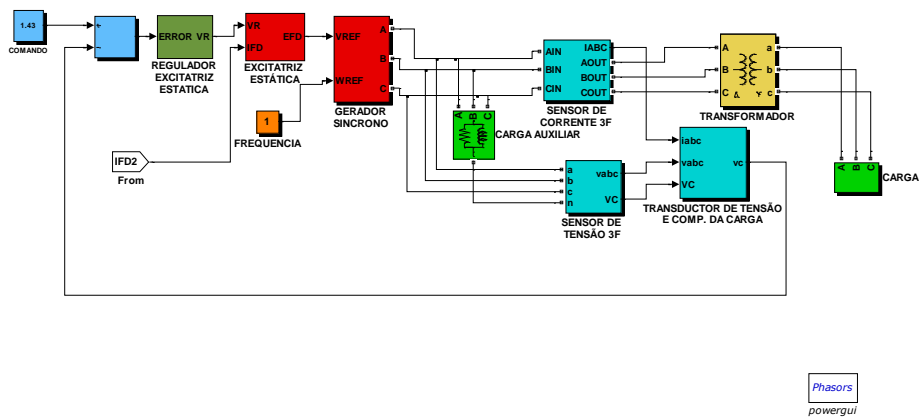 1.43
COMANDO
+
−
ERROR VR
REGULADOR
EXCITATRIZ
ESTATICA
VR
IFD
EFD
EXCITATRIZ
ESTÁTICA
VREF
WREF
A
B
C
GERADOR
SINCRONO
1
FREQUENCIA
IFD2
From
A B C
CARGA AUXILIAR
AIN
BIN
CIN
IABC
AOUT
BOUT
COUT
SENSOR DE
CORRENTE 3F
A
B
C
a
b
c
TRANSFORMADOR
a
b
c
n
vabc
VC
SENSOR DE
TENSÃO 3F
iabc
vabc
VC
vc
TRANSDUCTOR DE TENSÃO
E COMP. DA CARGA
A B C
CARGA
Phasors
powergui